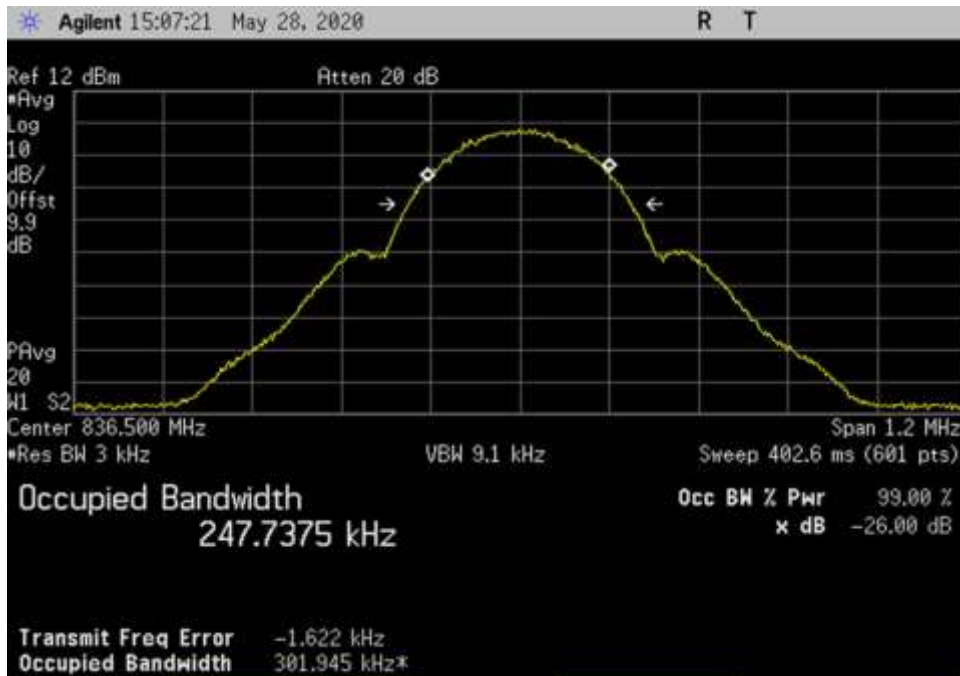 Agilent 15:07:21 May 28, 2020 R T
Ref 12 dBm Atten 20 dB
*Avg
Log
10
dB/
Offst
9.9
dB
PAvg
20
W1 S2
Center 836.500 MHz Span 1.2 MHz
*Res BW 3 kHz VBW 9.1 kHz Sweep 402.6 ms (601 pts)
Occupied Bandwidth Occ BW % Pwr 99.00 %
247.7375 kHz x dB -26.00 dB
Transmit Freq Error -1.622 kHz
Occupied Bandwidth 301.945 kHz*